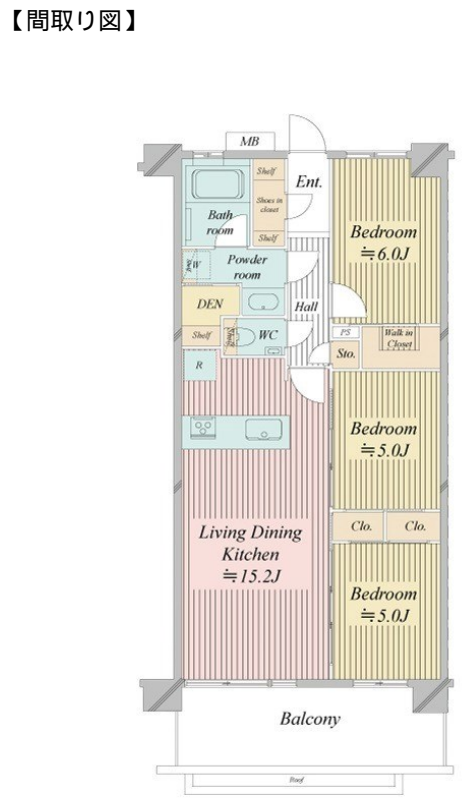 【間取り図】
MB
Shelf
Ent.
Shoes in
closet
Bath
room
Shelf
Bedroom
≒6.0J
Powder
room
Shelf
W
DEN
Hall
Shelf
Shelf
WC
PS
Sto.
Walk in
Closet
R
Bedroom
≒5.0J
Living Dining
Kitchen
≒15.2J
Clo.
Clo.
Bedroom
≒5.0J
Balcony
Roof